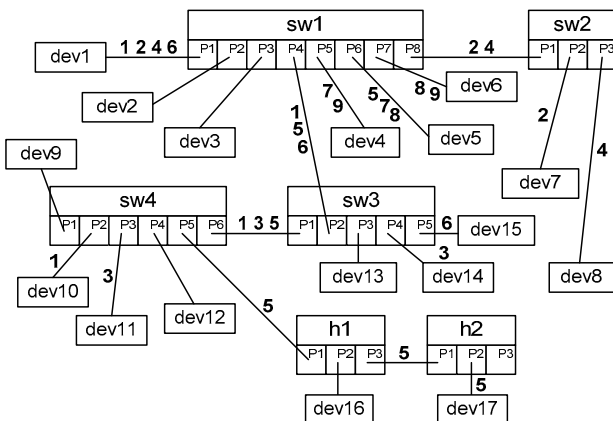 sw1
sw2
dev1
1 2 4 6
P1 P2 P3 P4 P5 P6 P7 P8
2 4
P1 P2 P3
dev2
7
9
5
7
8
8 9
dev6
dev3
1
5
6
dev4
dev5
2
4
dev9
dev7
sw4
sw3
P1 P2 P3 P4 P5 P6
1 3 5
P1 P2 P3 P4 P5
6
dev15
1
3
3
dev10
dev13
dev14
dev8
dev11
dev12
5
h1
h2
P1 P2 P3
5
P1 P2 P3
5
dev16
dev17